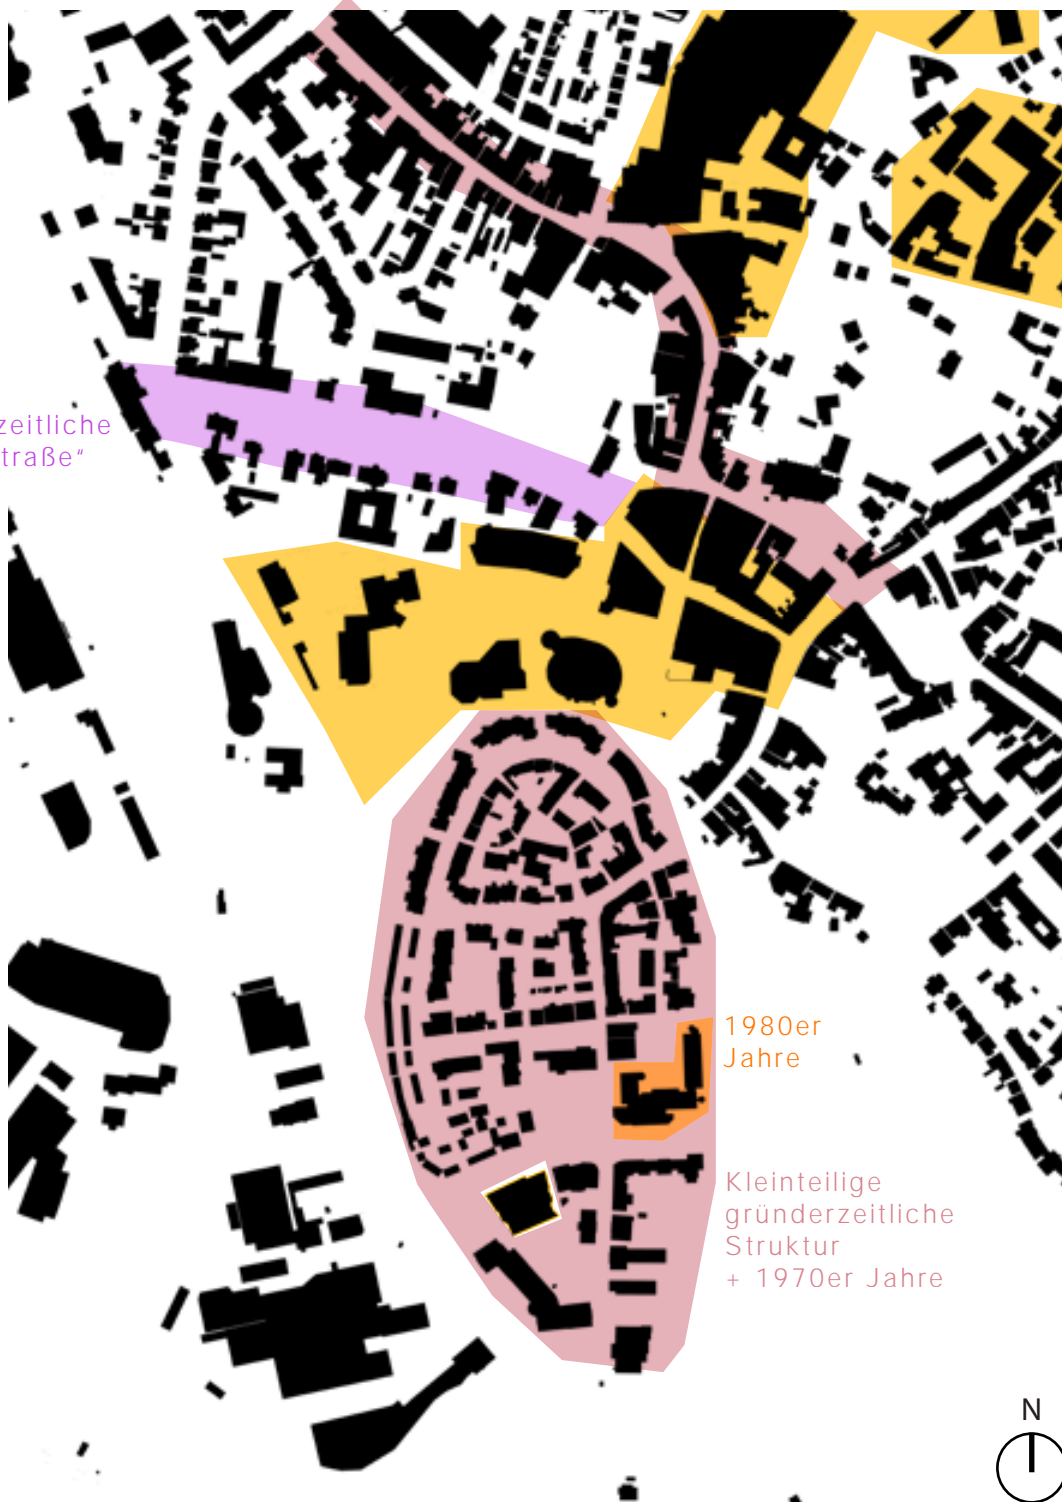 zeitliche
traße“
1980er
Jahre
Kleinteilige
gründerzeitliche
Struktur
+ 1970er Jahre
N